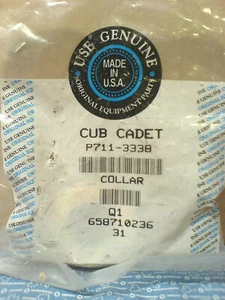 USE GENUINE
MADE IN
U.S.A.
ORIGINAL EQUIPMENT PARTS
CUB CADET
P711-3338
COLLAR
Q1
658710236
31